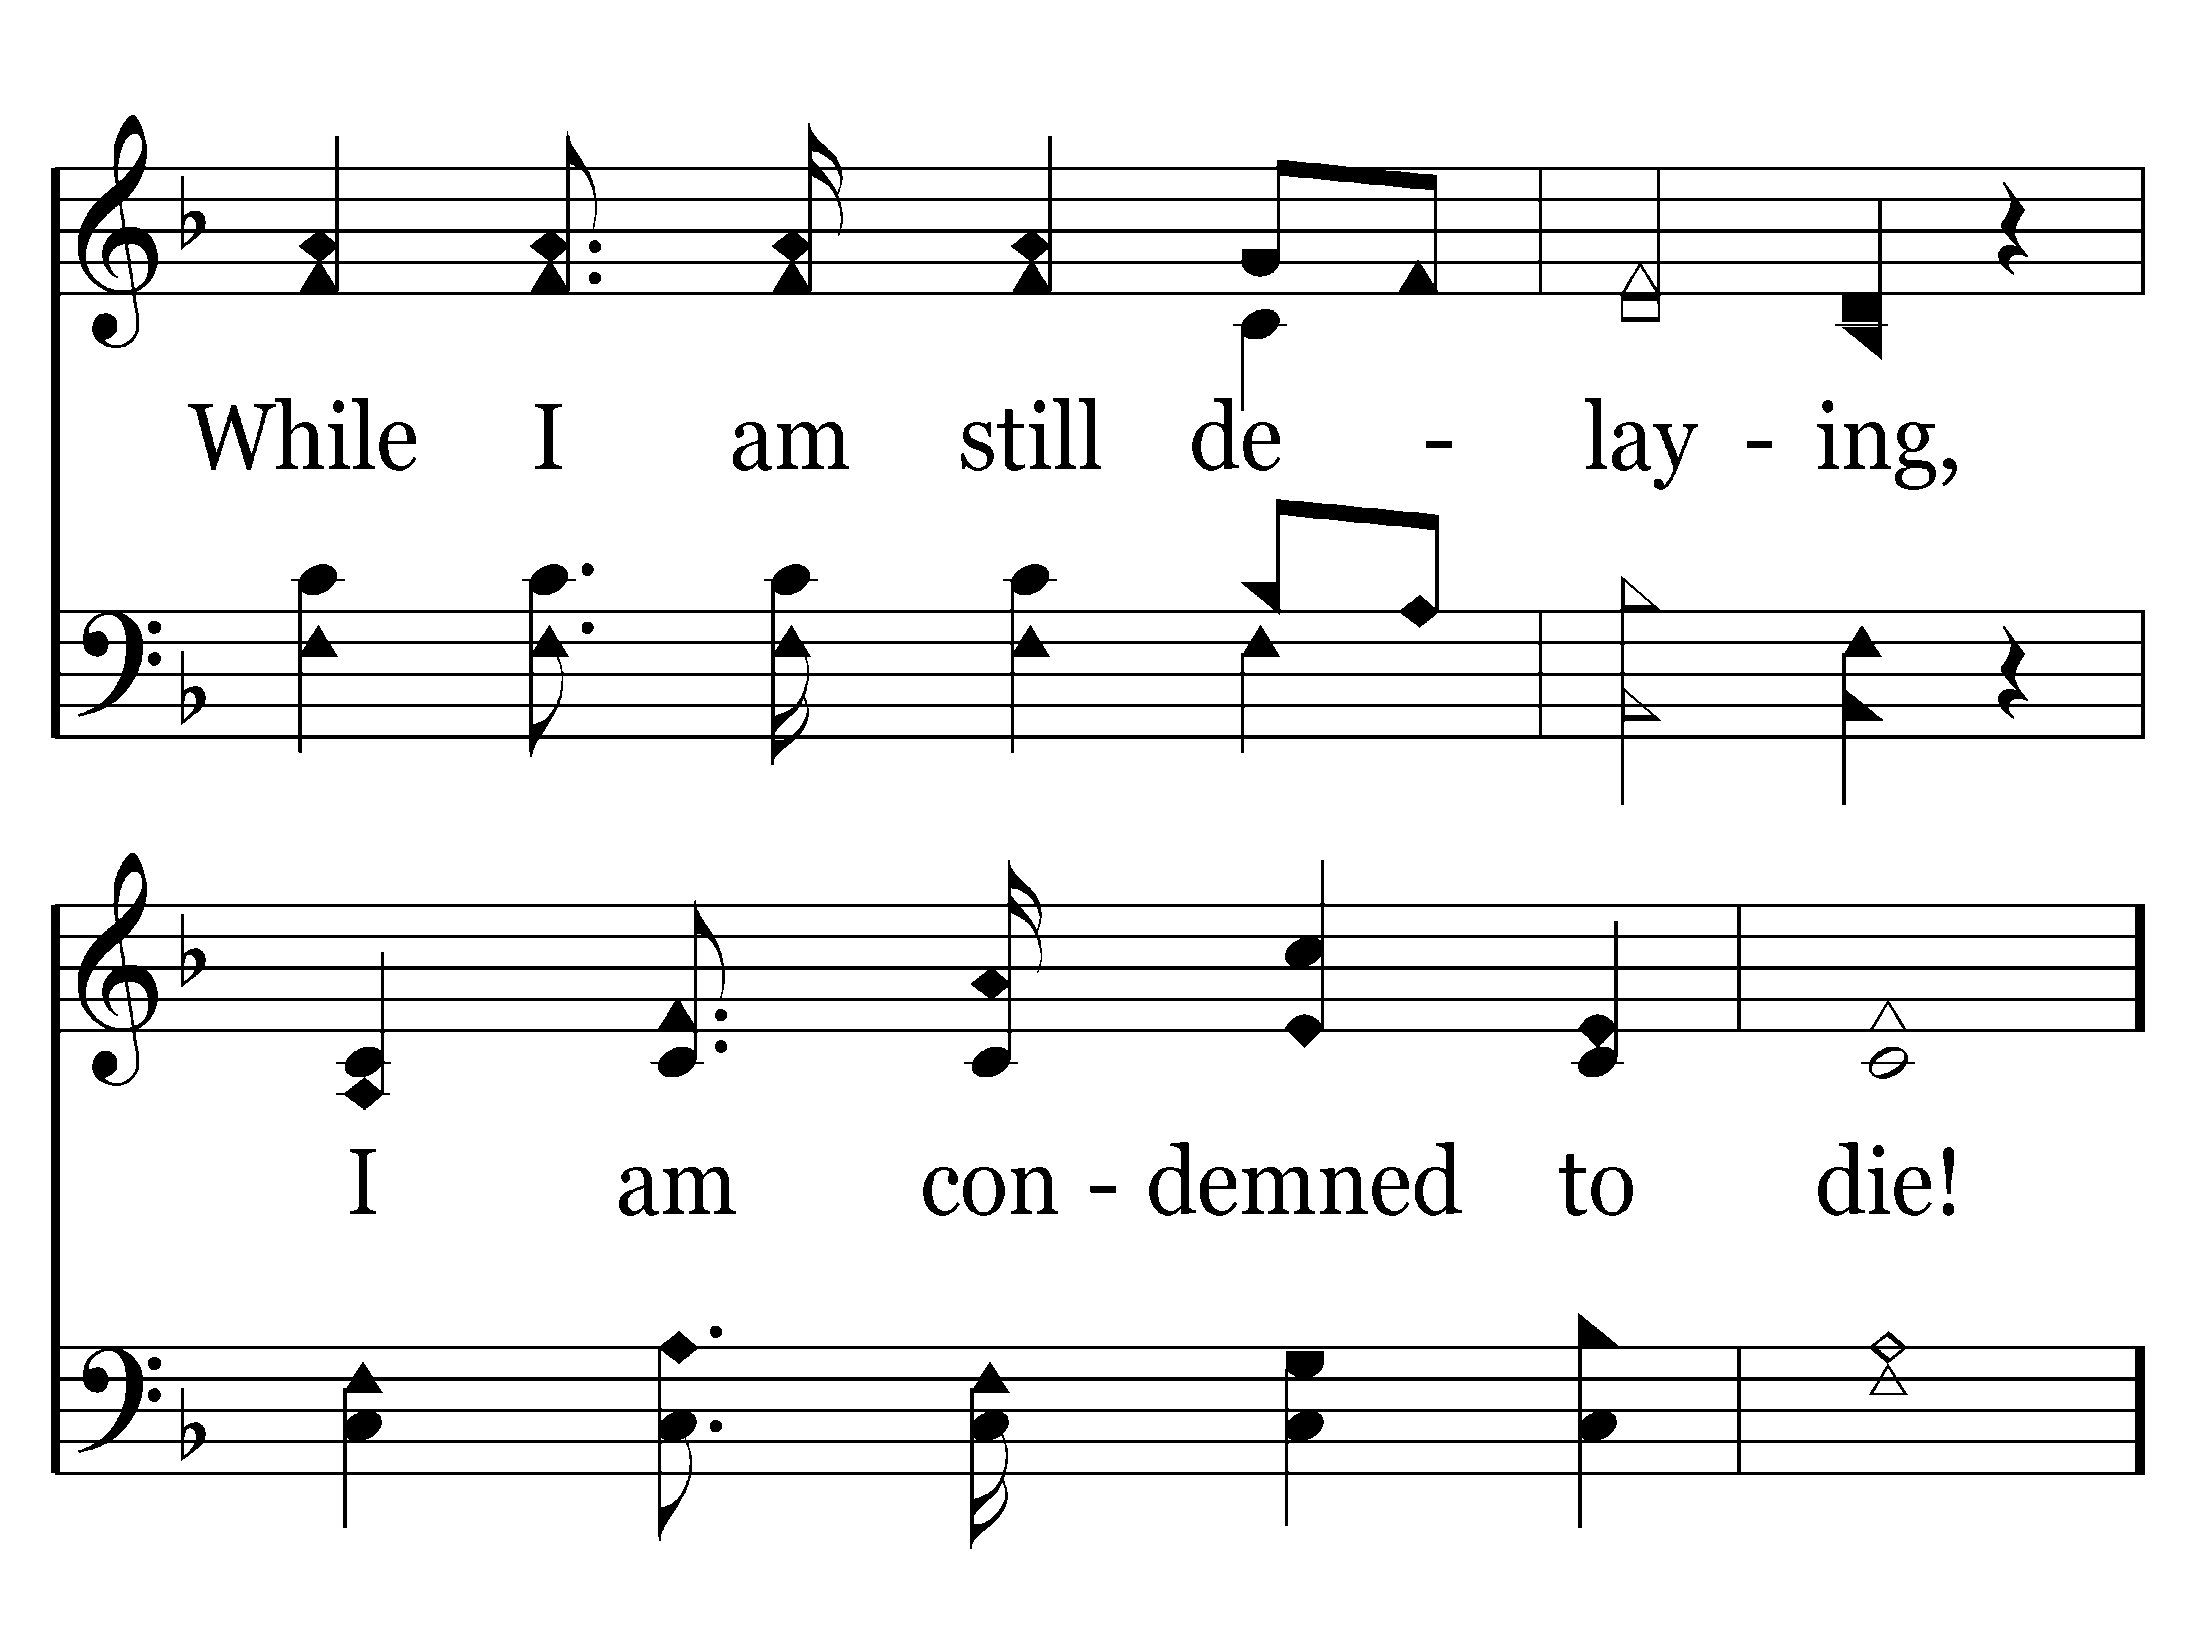 While I am still de - lay - ing,
I am con - demned to die!